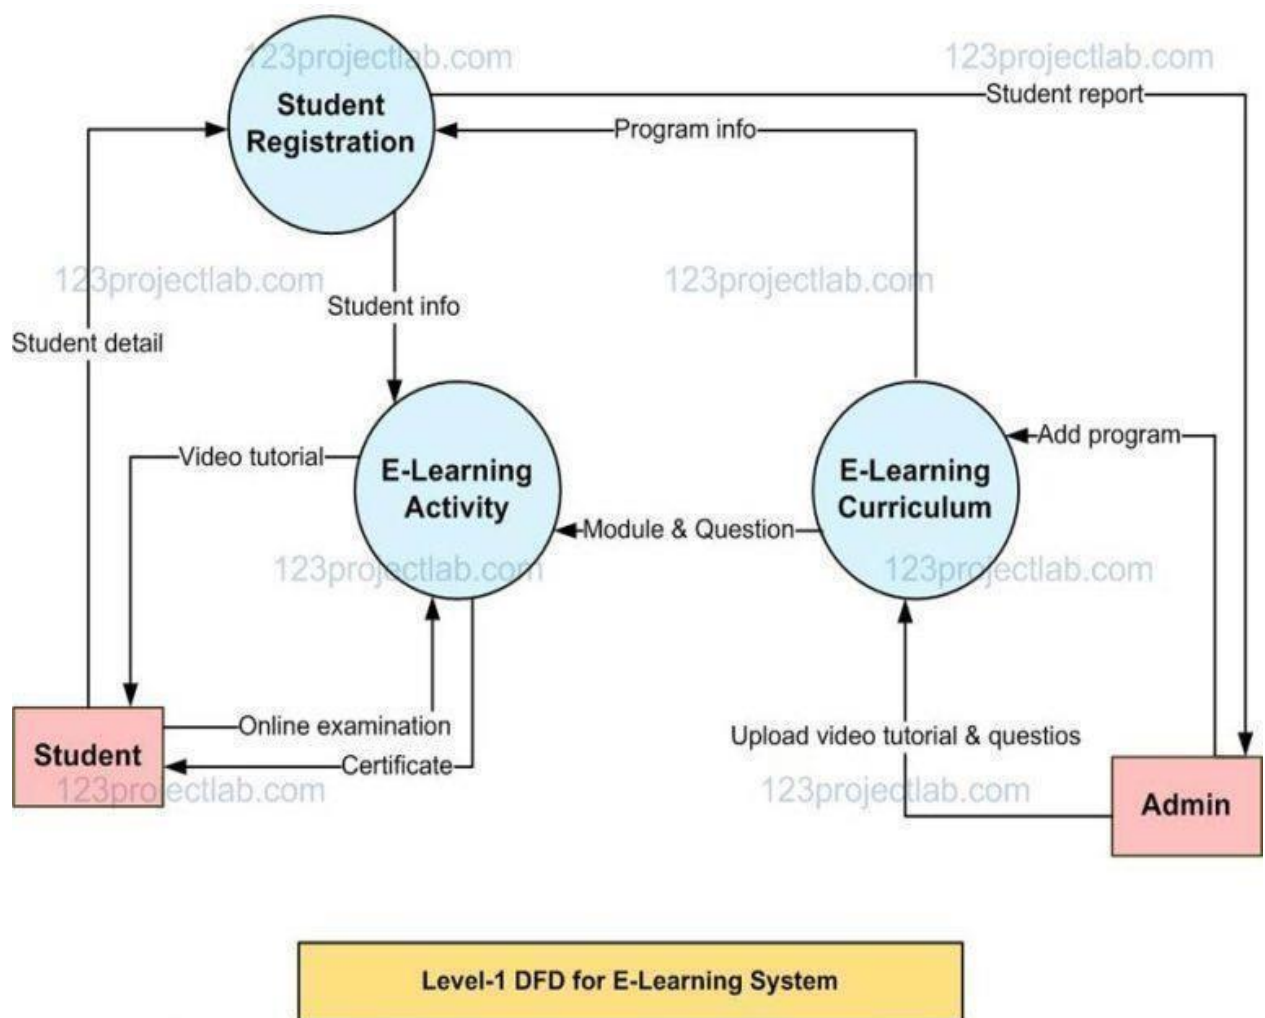 123projectlab.com
123projectlab.com
Student
Registration
Student report
Program info
123projectlab.com
123projectlab.com
Student info
Student detail
Add program
Video tutorial
E-Learning
Activity
E-Learning
Curriculum
Module & Question
123projectlab.com
123projectlab.com
Online examination
Upload video tutorial & questios
Student
Certificate
123projectlab.com
123projectlab.com
Admin
Level-1 DFD for E-Learning System